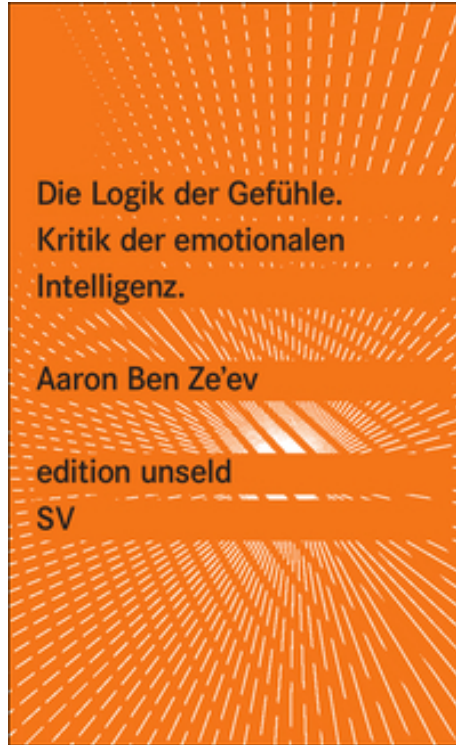 Die Logik der Gefühle.
Kritik der emotionalen
Intelligenz.
Aaron Ben Ze’ev
edition unseld
SV